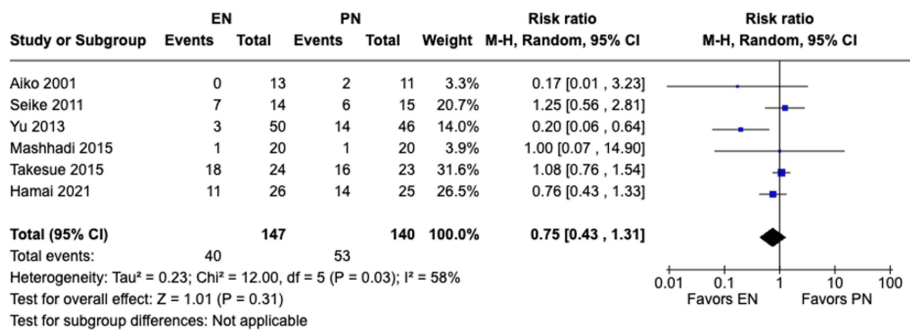 EN PN Risk ratio Risk ratio
Study or Subgroup Events Total Events Total Weight M-H, Random, 95% CI M-H, Random, 95% CI
Aiko 2001 0 13 2 11 3.3% 0.17 [0.01 , 3.23]
Seike 2011 7 14 6 15 20.7% 1.25 [0.56 , 2.81]
Yu 2013 3 50 14 46 14.0% 0.20 [0.06 , 0.64]
Mashhadi 2015 1 20 1 20 3.9% 1.00 [0.07 , 14.90]
Takesue 2015 18 24 16 23 31.6% 1.08 [0.76 , 1.54]
Hamai 2021 11 26 14 25 26.5% 0.76 [0.43 , 1.33]
Total (95% CI) 147 140 100.0% 0.75 [0.43 , 1.31]
Total events: 40 53
Heterogeneity: Tau² = 0.23; Chi² = 12.00, df = 5 (P = 0.03); I² = 58%
0.01 0.1 1 10 100
Test for overall effect: Z = 1.01 (P = 0.31)
Favors EN Favors PN
Test for subgroup differences: Not applicable